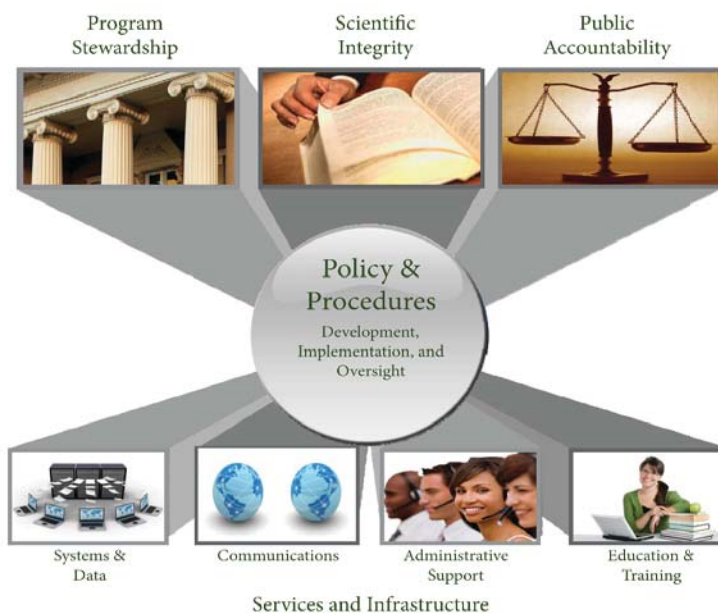 Program
Stewardship
Scientific
Integrity
Public
Accountability
Policy &
Procedures
Development,
Implementation, and
Oversight
Systems &
Data
Communications
Administrative
Support
Education &
Training
Services and Infrastructure